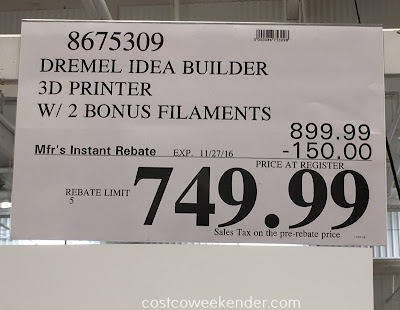 8675309
DREMEL IDEA BUILDER
3D PRINTER
W/ 2 BONUS FILAMENTS
899.99
Mfr's Instant Rebate EXP. 11/27/16 -150.00
PRICE AT REGISTER
REBATE LIMIT
5
749.99
Sales Tax on the pre-rebate price
costcoweekender.com